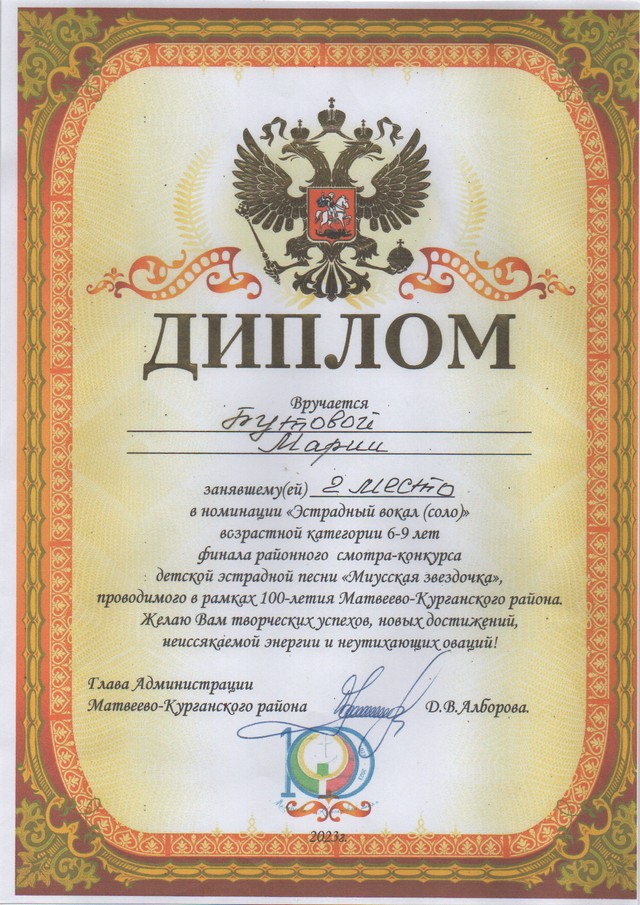 ДИПЛОМ
Вручается
Бутовой
Марии
занявшему(ей) 2 место
в номинации «Эстрадный вокал (соло)»
возрастной категории 6-9 лет
финала районного смотра-конкурса
детской эстрадной песни «Миусская звездочка»,
проводимого в рамках 100-летия Матвеево-Курганского района.
Желаю Вам творческих успехов, новых достижений,
неиссякаемой энергии и неутихающих оваций!
Глава Администрации
Матвеево-Курганского района Д.В.Алборова.
100
2023г.